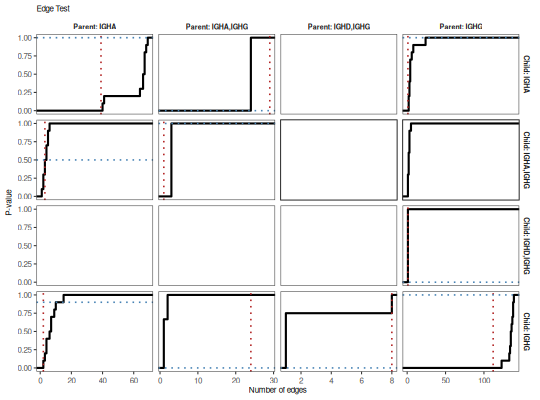 Edge Test
Parent: IGHA Parent: IGHA,IGHG Parent: IGHD,IGHG Parent: IGHG
1.00
0.75
0.50
0.25
0.00
Child: IGHA
1.00
0.75
0.50
0.25
0.00
Child: IGHA,IGHG
P-value
1.00
0.75
0.50
0.25
0.00
Child: IGHD,IGHG
1.00
0.75
0.50
0.25
0.00
Child: IGHG
0 20 40 60 0 10 20 30 2 4 6 8 0 50 100
Number of edges